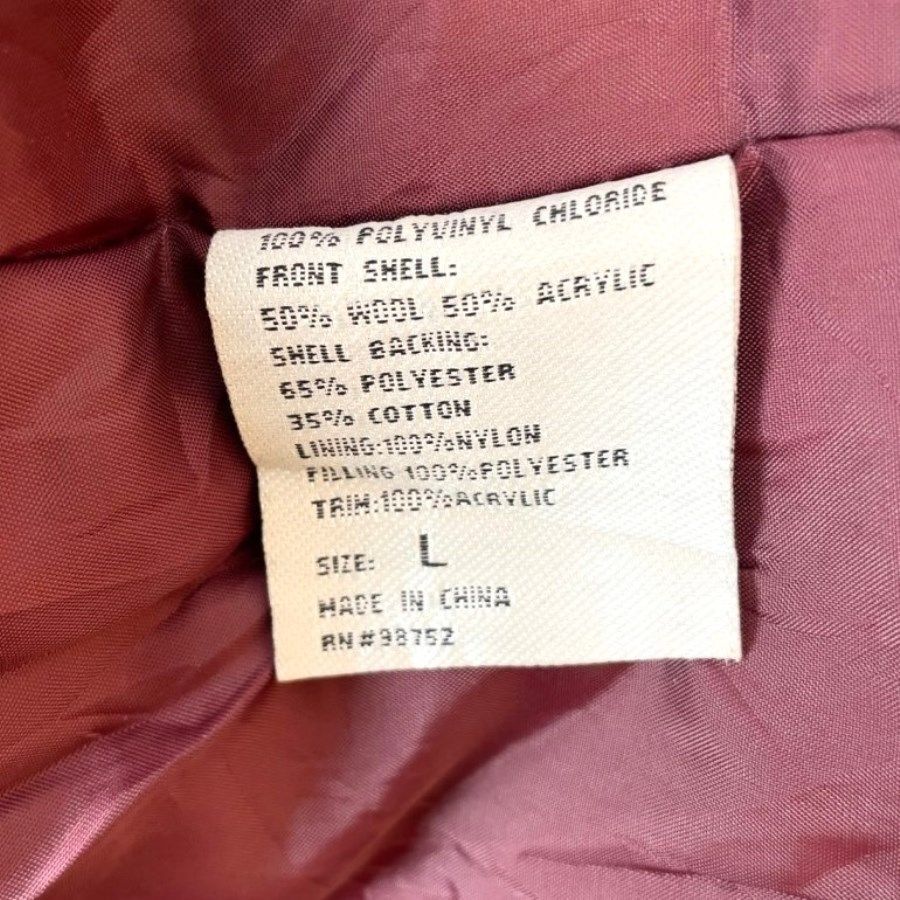 100% POLYVINYL CHLORIDE
FRONT SHELL:
50% WOOL 50% ACRYLIC
SHELL BACKING:
65% POLYESTER
35% COTTON
LINING:100%NYLON
FILLING:100%POLYESTER
TRIM:100%ACRYLIC
SIZE: L
MADE IN CHINA
RN#98752